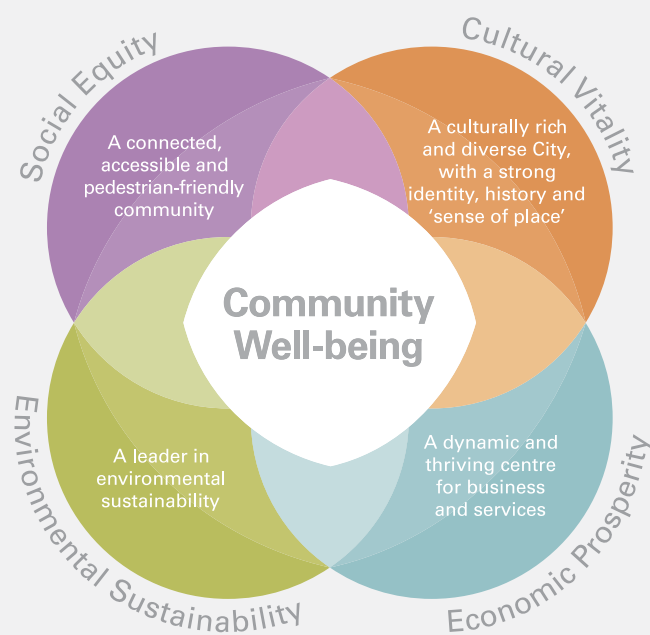 Social Equity
Cultural Vitality
A connected,
accessible and
pedestrian-friendly
community
A culturally rich
and diverse City,
with a strong
identity, history and
‘sense of place’
Community
Well-being
A leader in
environmental
sustainability
A dynamic and
thriving centre
for business
and services
Environmental Sustainability
Economic Prosperity